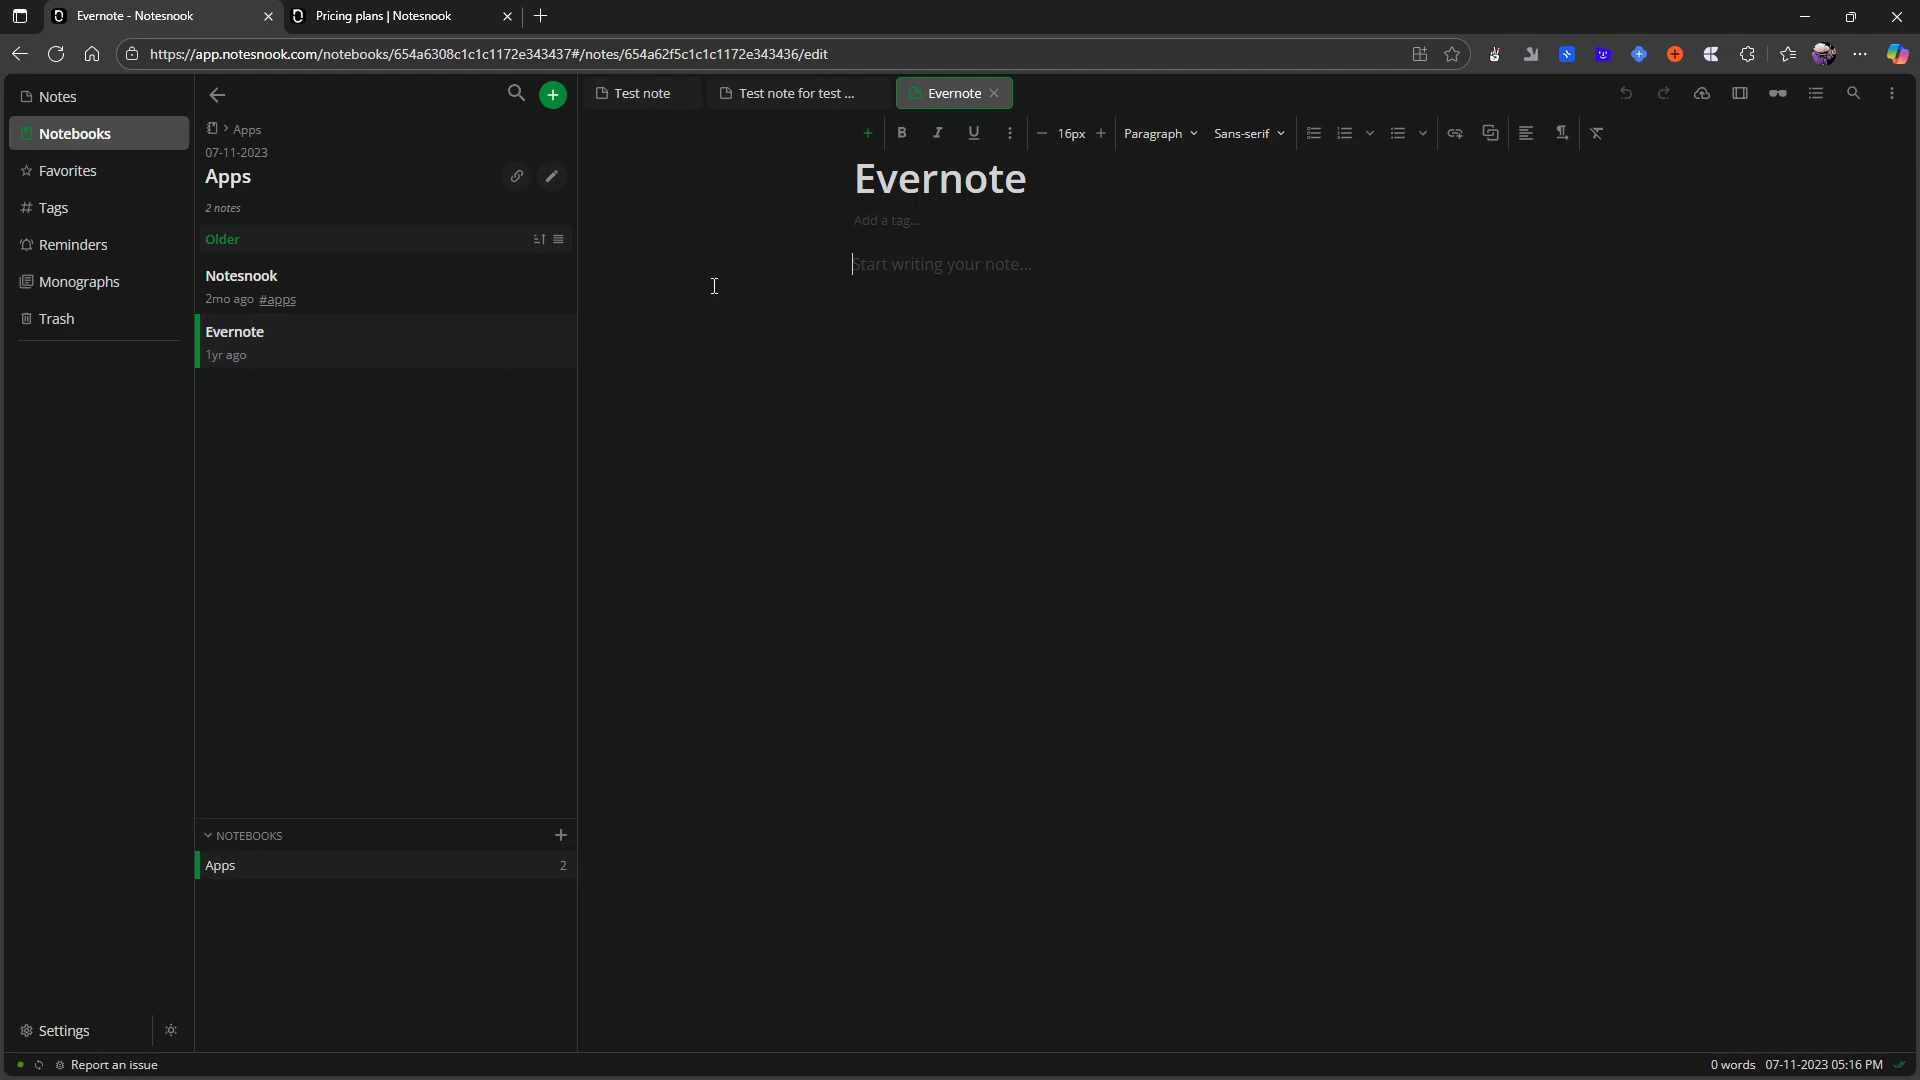 Evernote - Notesnook
Pricing plans | Notesnook
https://app.notesnook.com/notebooks/654a6308c1c1c1172e343437#/notes/654a62f5c1c1c1172e343436/edit
Notes
Notebooks
Favorites
Tags
Reminders
Monographs
Trash
Settings
> Apps
07-11-2023
Apps
2 notes
Older
Notesnook
2mo ago #apps
Evernote
1yr ago
NOTEBOOKS
Apps 2
Test note
Test note for test ...
Evernote
B I U 16px Paragraph Sans-serif
Evernote
Add a tag...
Start writing your note...
Report an issue
0 words 07-11-2023 05:16 PM